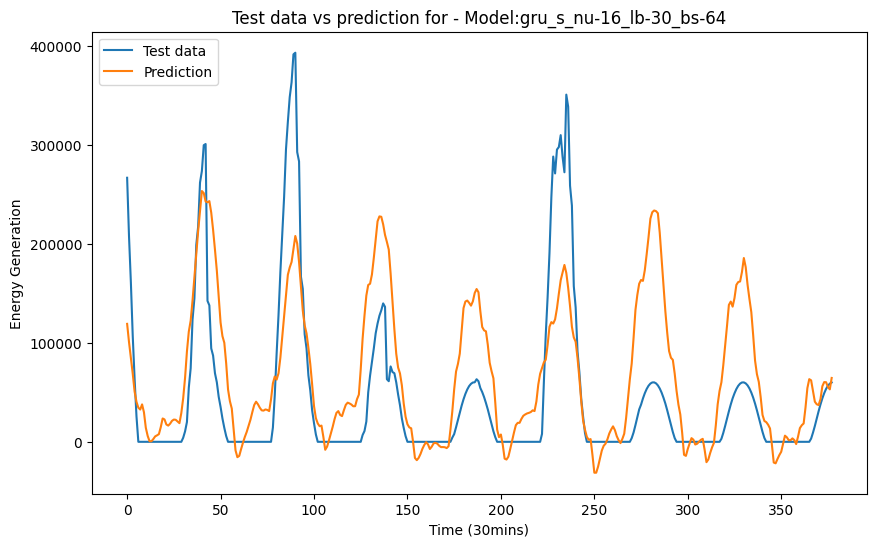 Test data vs prediction for - Model:gru_s_nu-16_lb-30_bs-64
Test data
Prediction
Energy Generation
400000
300000
200000
100000
0
0 50 100 150 200 250 300 350
Time (30mins)